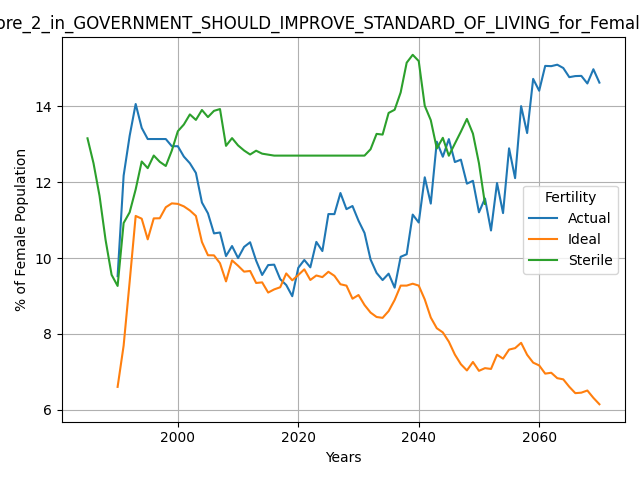 ore_2_in_GOVERNMENT_SHOULD_IMPROVE_STANDARD_OF_LIVING_for_Femal
% of Female Population
14
12
10
8
6
Fertility
Actual
Ideal
Sterile
2000 2020 2040 2060
Years